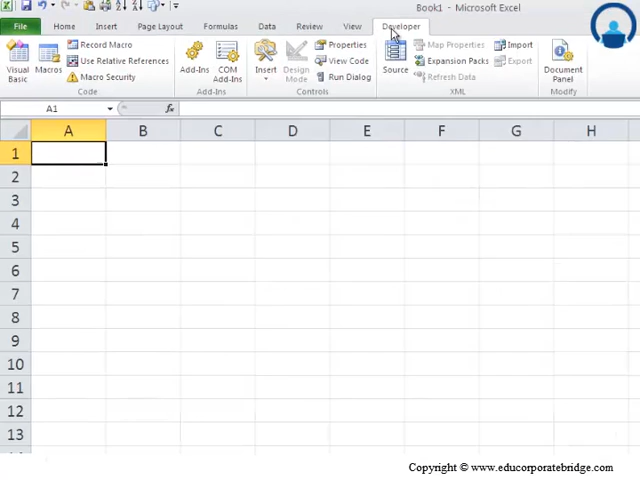 Book1 - Microsoft Excel
File Home Insert Page Layout Formulas Data Review View Developer
Visual Basic
Macros
Record Macro
Use Relative References
Macro Security
Code
Add-Ins
COM Add-Ins
Add-Ins
Insert
Design Mode
Properties
View Code
Run Dialog
Controls
Source
Map Properties
Expansion Packs
Refresh Data
Import
Export
XML
Document Panel
Modify
A1 fx
A B C D E F G H
1
2
3
4
5
6
7
8
9
10
11
12
13
Copyright © www.educorporatebridge.com